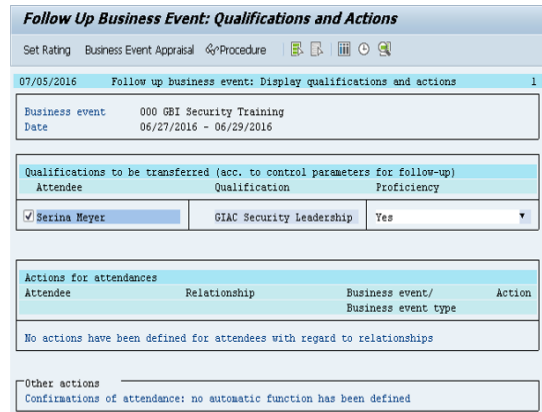 Follow Up Business Event: Qualifications and Actions
Set Rating Business Event Appraisal Procedure
07/05/2016 Follow up business event: Display qualifications and actions 1
Business event 000 GBI Security Training
Date 06/27/2016 - 06/29/2016
Qualifications to be transferred (acc. to control parameters for follow-up)
Attendee Qualification Proficiency
Serina Meyer GIAC Security Leadership Yes
Actions for attendances
Attendee Relationship Business event/ Action
Business event type
No actions have been defined for attendees with regard to relationships
Other actions
Confirmations of attendance: no automatic function has been defined